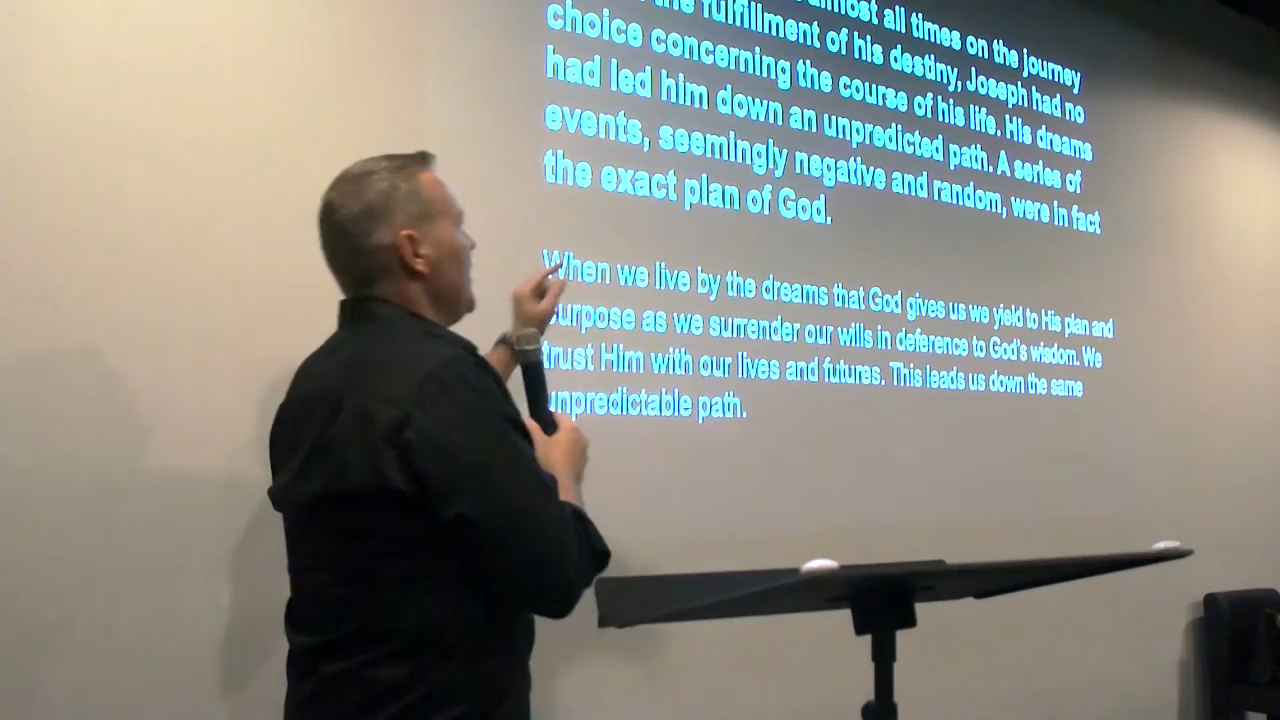 almost all times on the journey
the fulfillment of his destiny, Joseph had no
choice concerning the course of his life. His dreams
had led him down an unpredicted path. A series of
events, seemingly negative and random, were in fact
the exact plan of God.
When we live by the dreams that God gives us we yield to His plan and
purpose as we surrender our wills in deference to God's wisdom. We
trust Him with our lives and futures. This leads us down the same
unpredictable path.